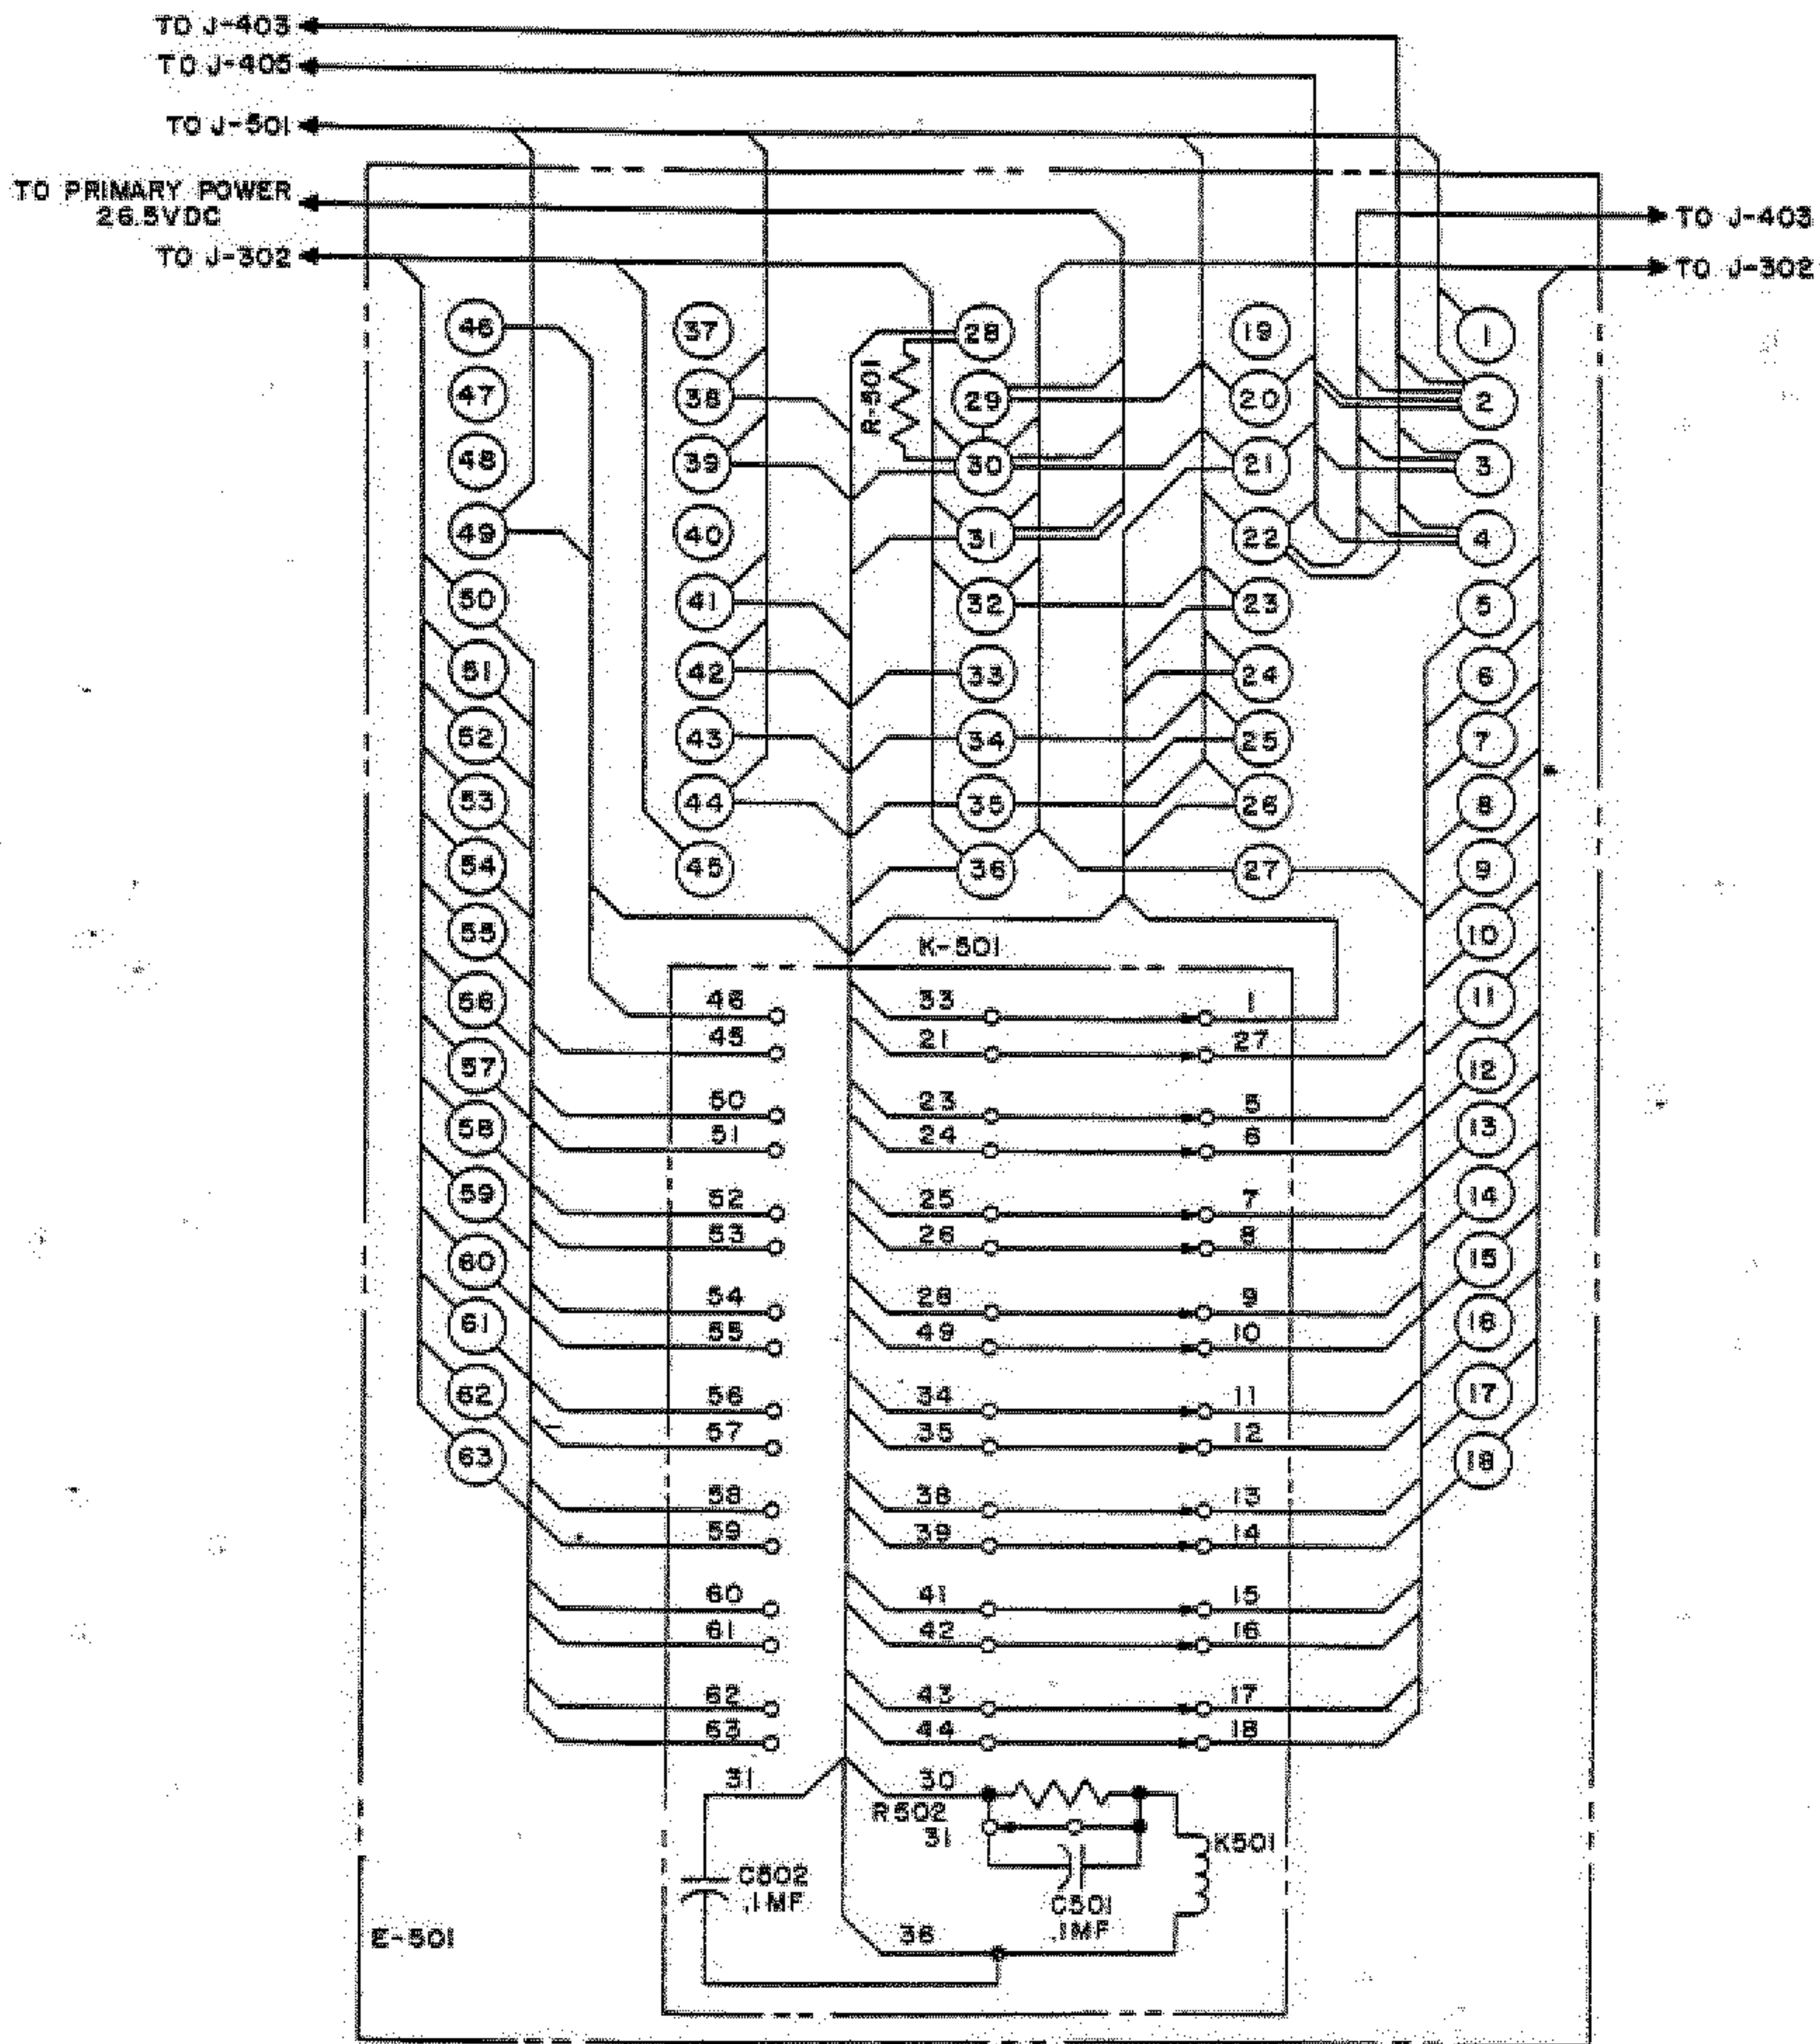 TO J-403
TO J-405
TO J-501
TO PRIMARY POWER
26.5VDC
TO J-302
TO J-403
TO J-302
46 37 28 19 1
47 38 29 20 2
48 39 30 21 3
49 40 31 22 4
50 41 32 23 5
51 42 33 24 6
52 43 34 25 7
53 44 35 26 8
54 45 36 27 9
55 10
56 11
57 12
58 13
59 14
60 15
61 16
62 17
63 18
R-501
K-501
46 33 1
45 21 27
50 23 5
51 24 6
52 25 7
53 26 8
54 28 9
55 49 10
56 34 11
57 35 12
58 38 13
59 39 14
60 41 15
61 42 16
62 43 17
63 44 18
31 30
R502
31
K501
C502
.1MF
C501
.1MF
36
E-501